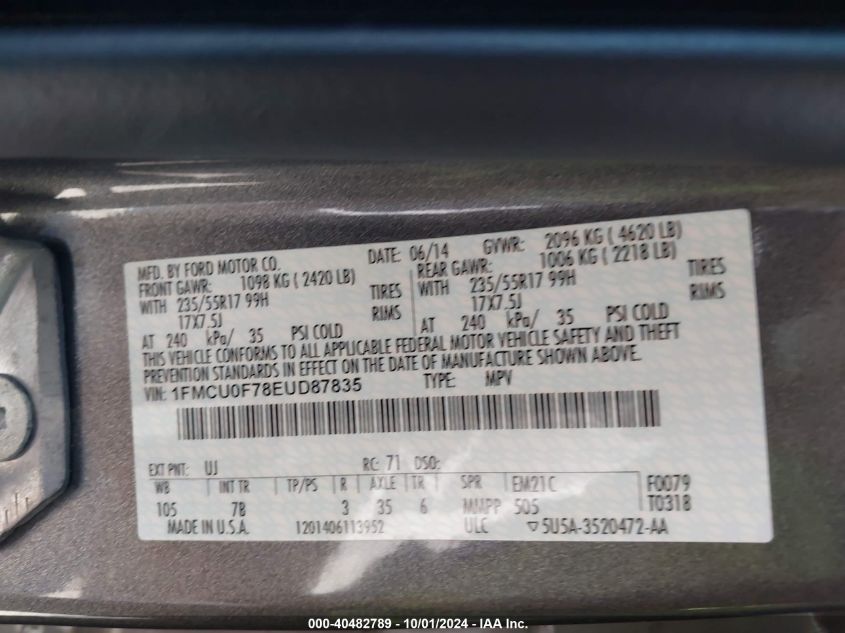 MFD. BY FORD MOTOR CO. DATE: 06/14 GVWR: 2096 KG ( 4620 LB)
FRONT GAWR: 1098 KG ( 2420 LB) REAR GAWR: 1006 KG ( 2218 LB)
WITH 235/55R17 99H TIRES WITH 235/55R17 99H TIRES
17X7.5J RIMS 17X7.5J RIMS
AT 240 kPa/ 35 PSI COLD AT 240 kPa/ 35 PSI COLD
THIS VEHICLE CONFORMS TO ALL APPLICABLE FEDERAL MOTOR VEHICLE SAFETY AND THEFT
PREVENTION STANDARDS IN EFFECT ON THE DATE OF MANUFACTURE SHOWN ABOVE.
VIN: 1FMCU0F78EUD87835 TYPE: MPV
EXT PNT: UJ RC: 71 DSO:
WB INT TR TP/PS R AXLE TR SPR EM21C F0079
105 7B 3 35 6 MMPP 505 T0318
MADE IN U.S.A. 1201406113952 ULC ▽5U5A-3520472-AA
000-40482789 - 10/01/2024 - IAA Inc.